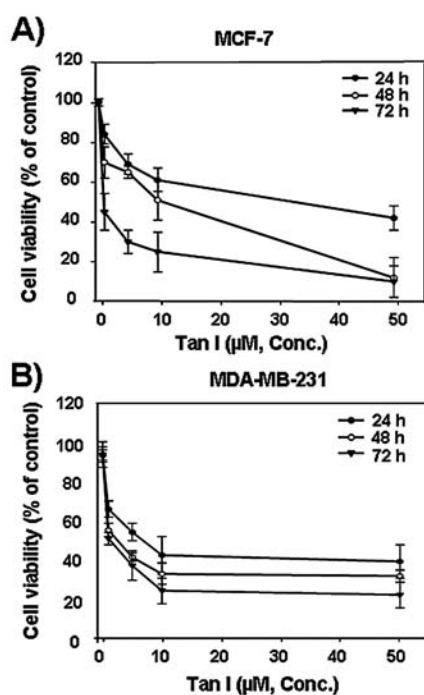 A)
MCF-7
120
100
80
60
40
20
0
Cell viability (% of control)
24 h
48 h
72 h
0 10 20 30 40 50
Tan I (µM, Conc.)
B)
MDA-MB-231
120
100
80
60
40
20
0
Cell viability (% of control)
24 h
48 h
72 h
0 10 20 30 40 50
Tan I (µM, Conc.)